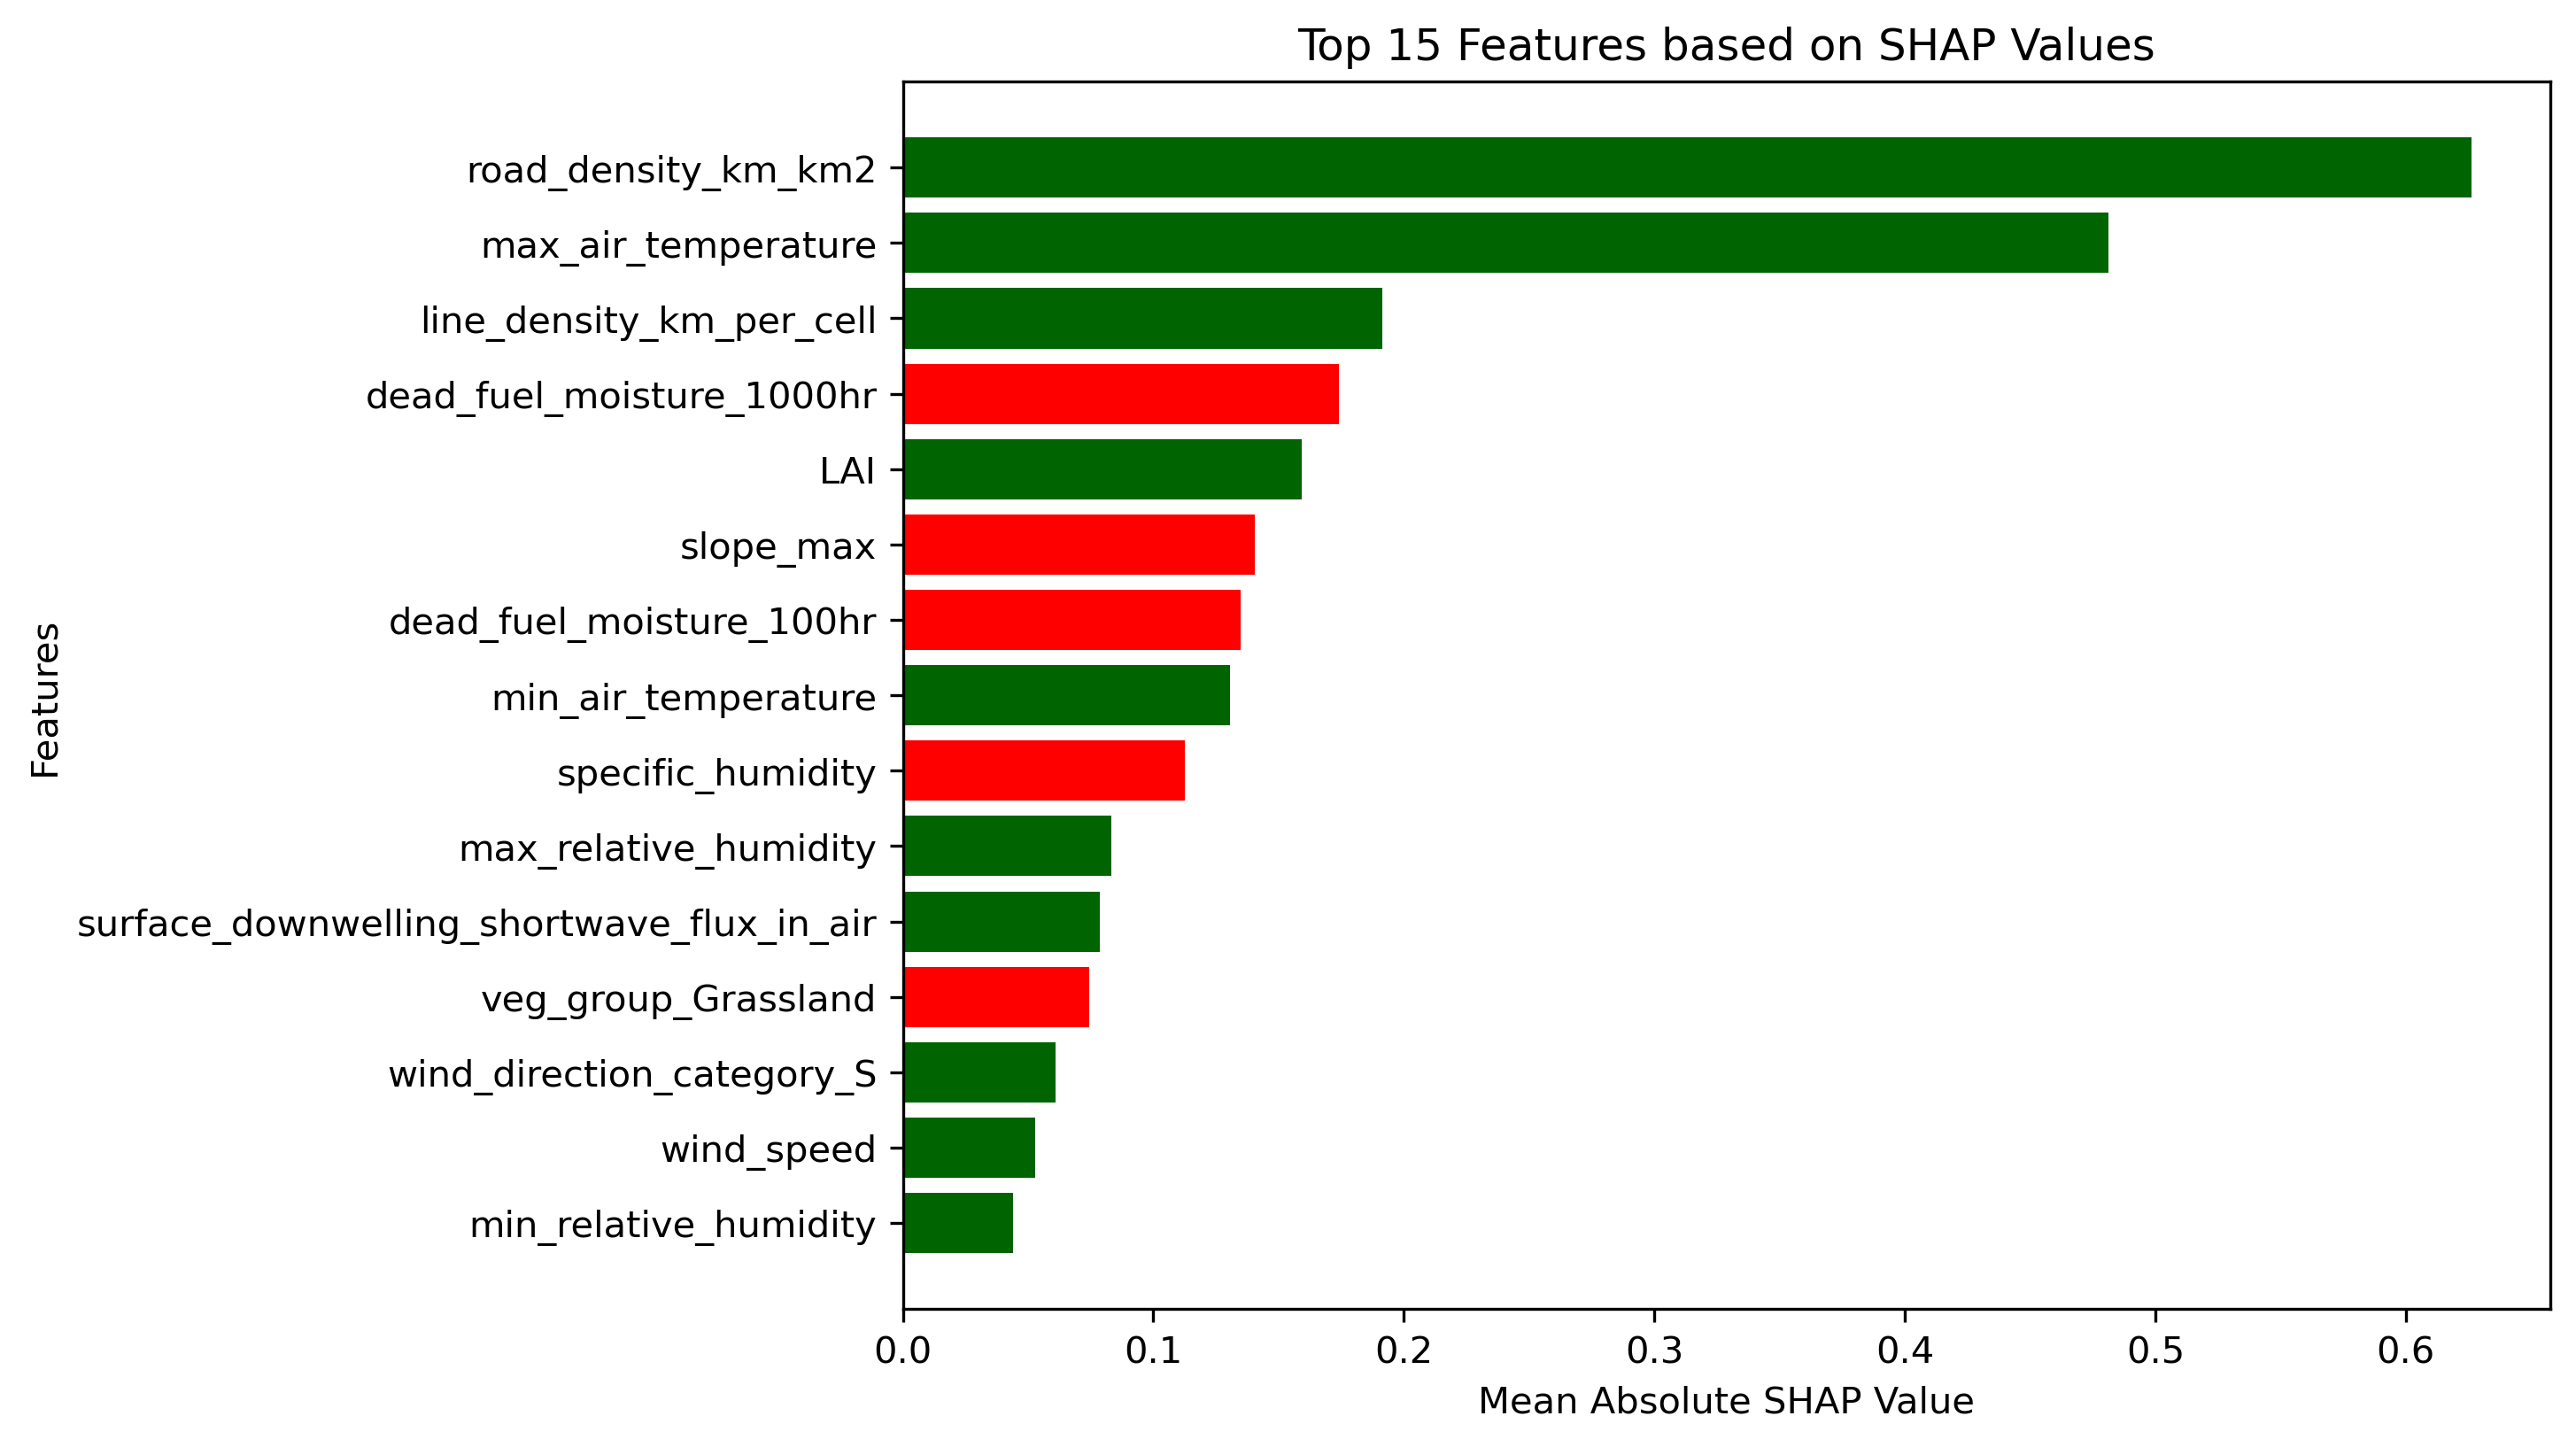 Top 15 Features based on SHAP Values
road_density_km_km2
max_air_temperature
line_density_km_per_cell
dead_fuel_moisture_1000hr
LAI
slope_max
dead_fuel_moisture_100hr
min_air_temperature
specific_humidity
max_relative_humidity
surface_downwelling_shortwave_flux_in_air
veg_group_Grassland
wind_direction_category_S
wind_speed
min_relative_humidity
Features
0.0 0.1 0.2 0.3 0.4 0.5 0.6
Mean Absolute SHAP Value